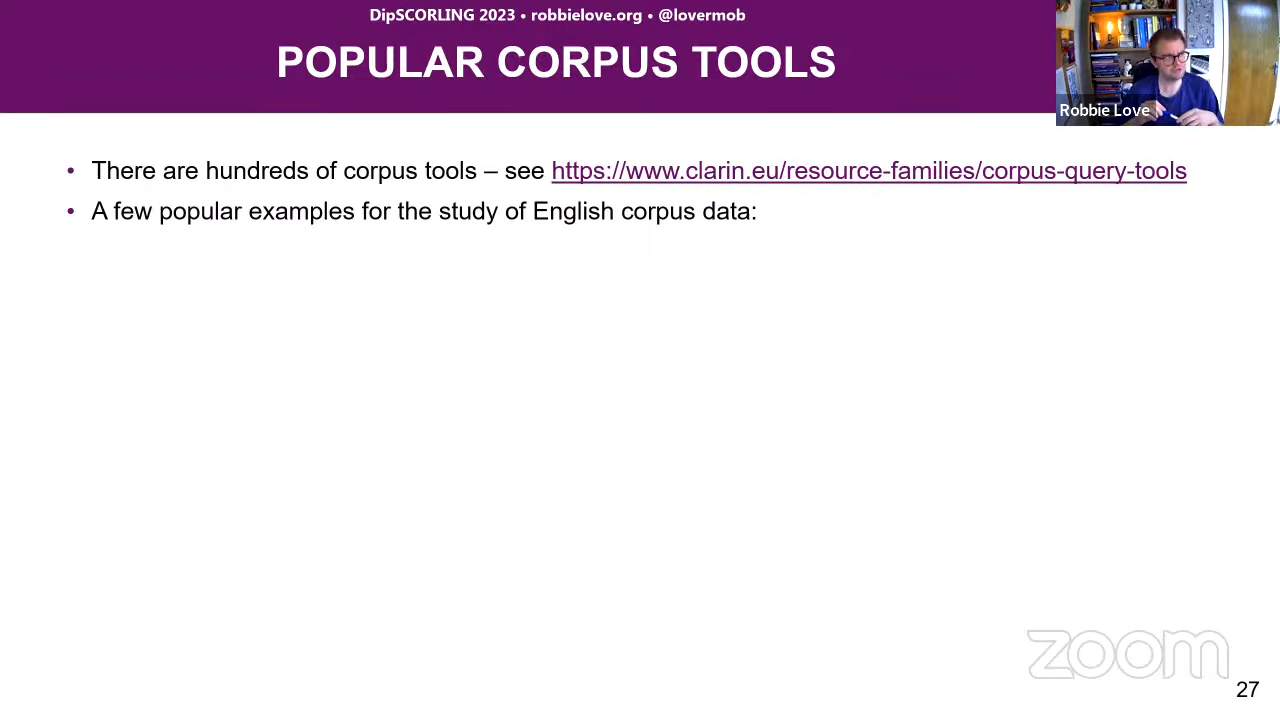 DipSCORLING 2023 • robbielove.org • @lovermob
POPULAR CORPUS TOOLS
Robbie Love
• There are hundreds of corpus tools – see https://www.clarin.eu/resource-families/corpus-query-tools
• A few popular examples for the study of English corpus data:
zoom
27